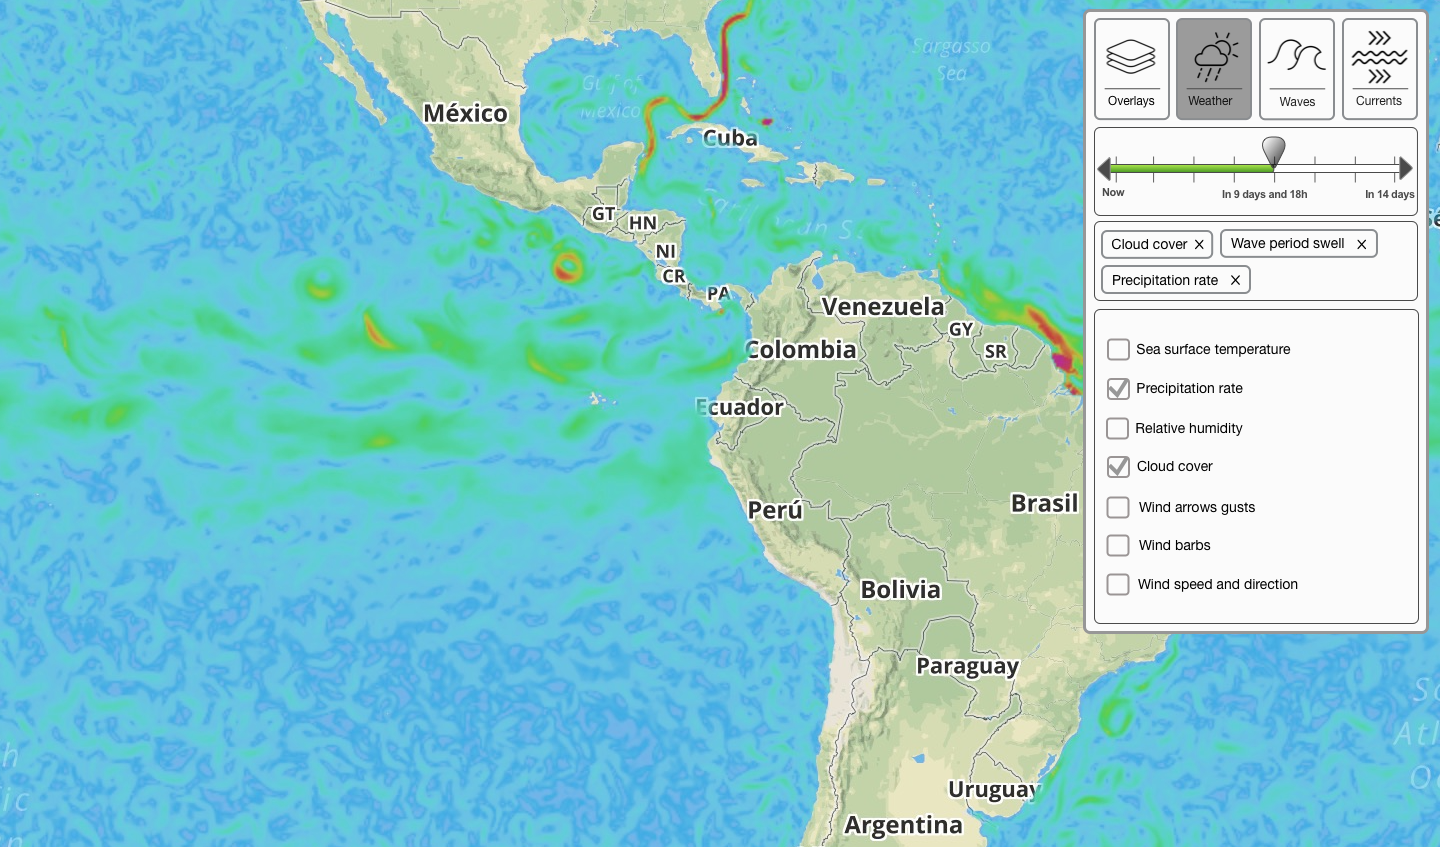 Sargasso
Sea
Gulf of
Mexico
México
Cuba
GT
HN
NI
CR
PA
Venezuela
GY
SR
Colombia
Ecuador
Perú
Brasil
Bolivia
Paraguay
Uruguay
Argentina
Overlays
Weather
Waves
Currents
Now
In 9 days and 18h
In 14 days
Cloud cover ×
Wave period swell ×
Precipitation rate ×
Sea surface temperature
Precipitation rate
Relative humidity
Cloud cover
Wind arrows gusts
Wind barbs
Wind speed and direction